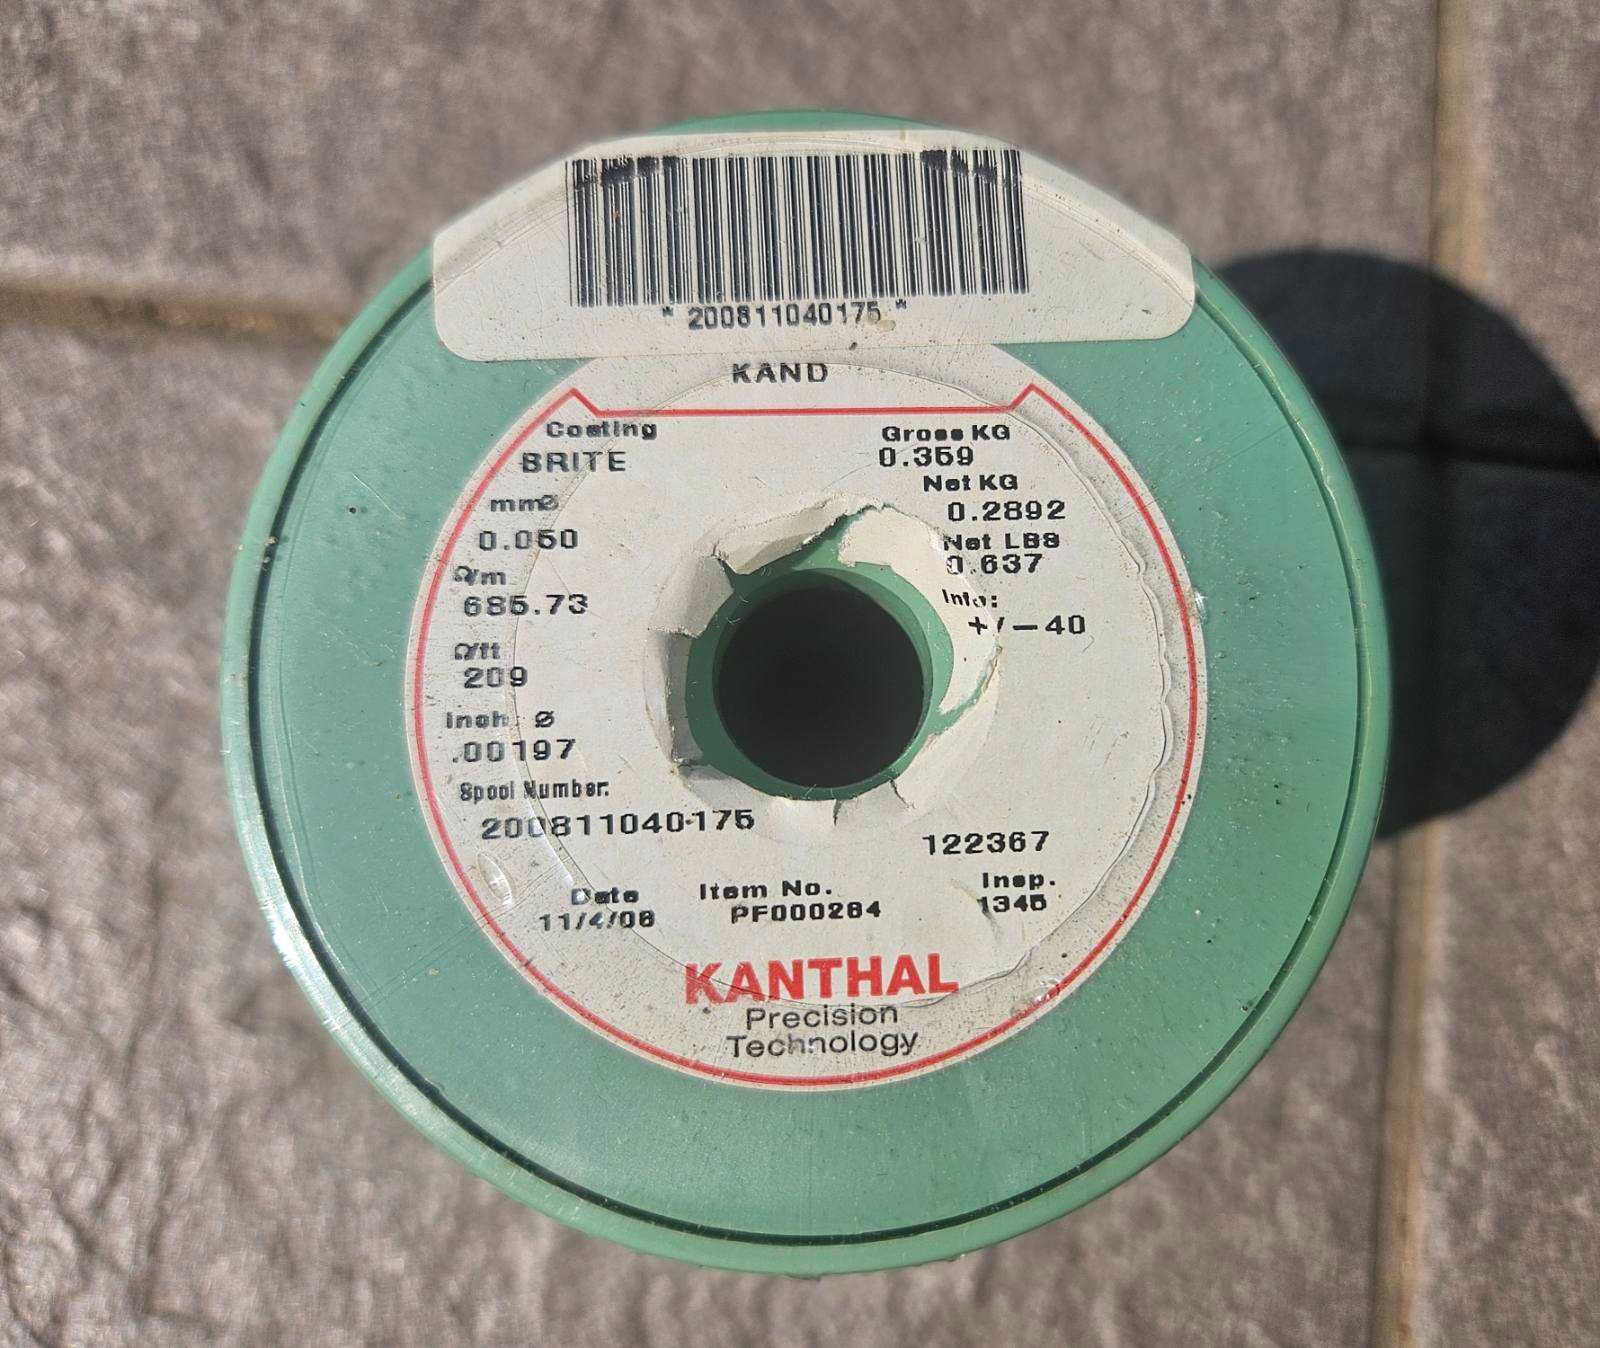 * 200811040175 *
KAND
Coating
BRITE
mmØ
0.050
Ω/m
685.73
Ω/ft
209
Inch Ø
.00197
Spool Number:
200811040175
Gross KG
0.359
Net KG
0.2892
Net LBS
0.637
Info:
+/-40
122367
Date
11/4/08
Item No.
PF000284
Insp.
1345
KANTHAL
Precision
Technology